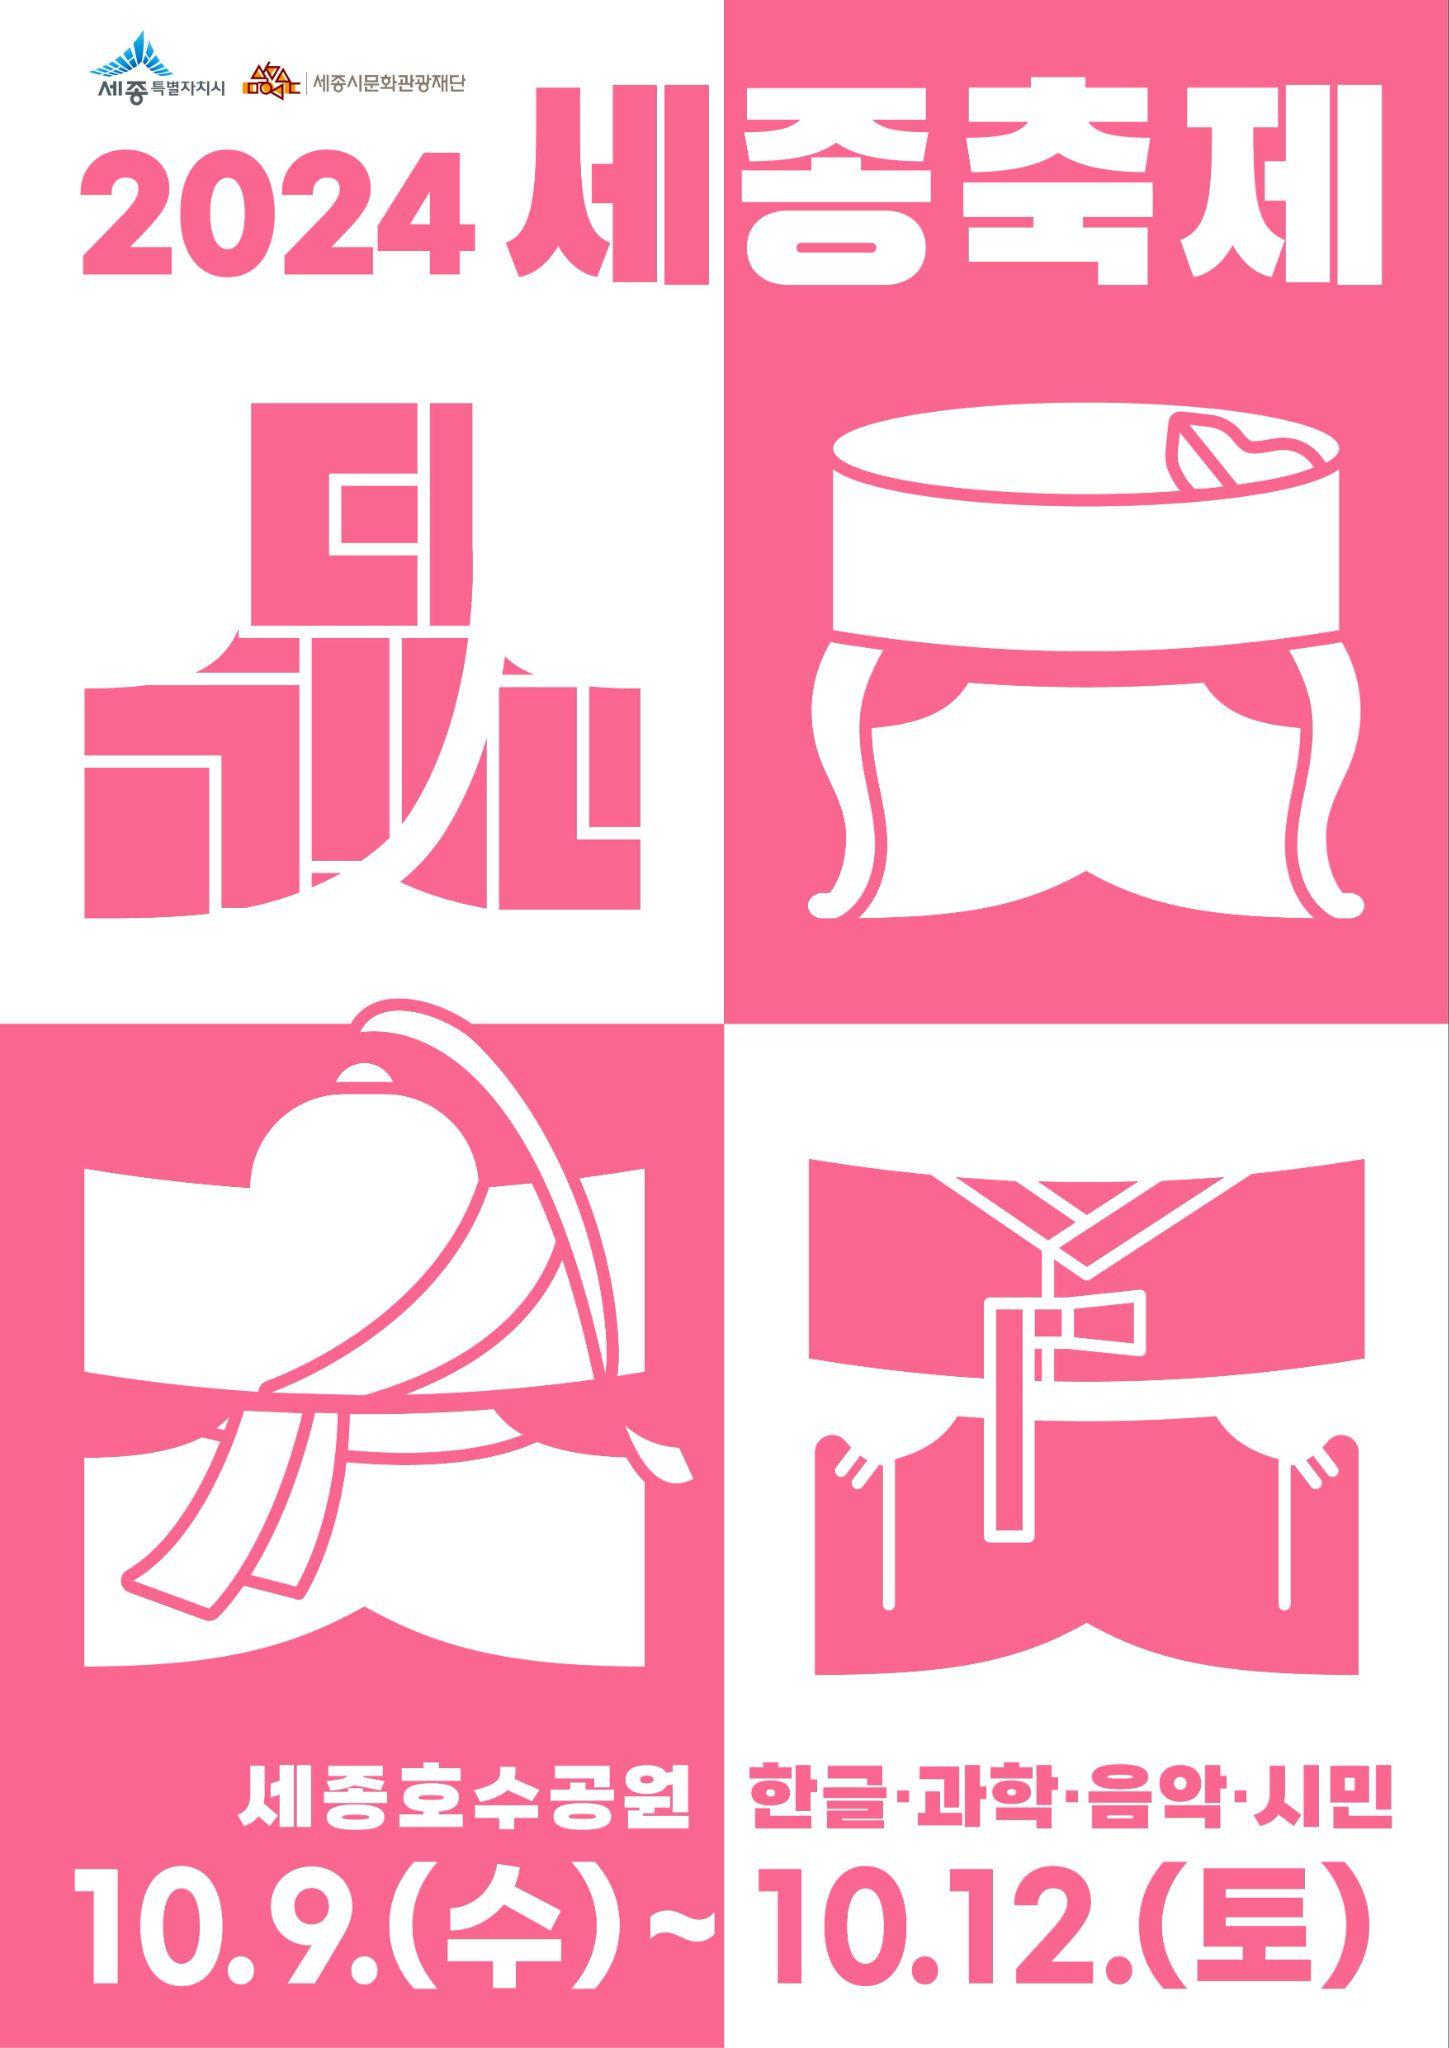 세종특별자치시
세종시문화관광재단
2024 세종축제
세종호수공원
한글·과학·음악·시민
10.9.(수)~10.12.(토)